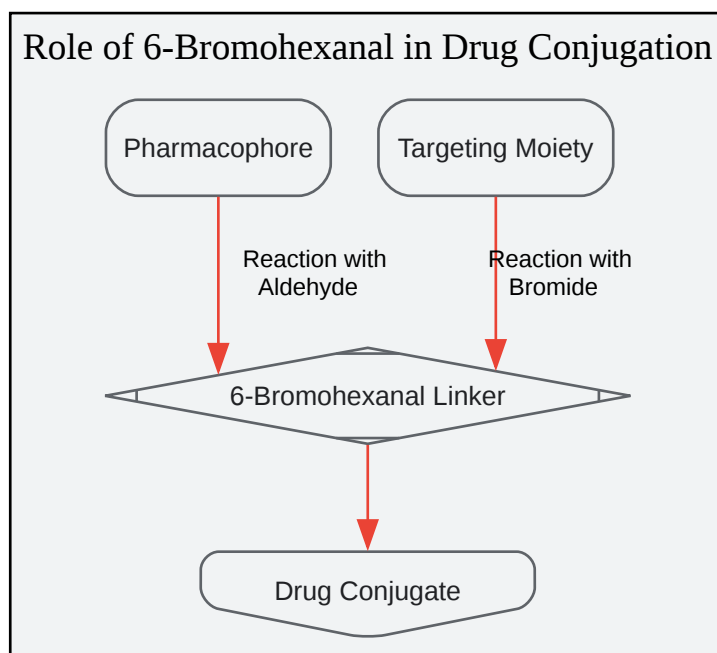 Role of 6-Bromohexanal in Drug Conjugation
Pharmacophore
Targeting Moiety
Reaction with
Aldehyde
Reaction with
Bromide
6-Bromohexanal Linker
Drug Conjugate